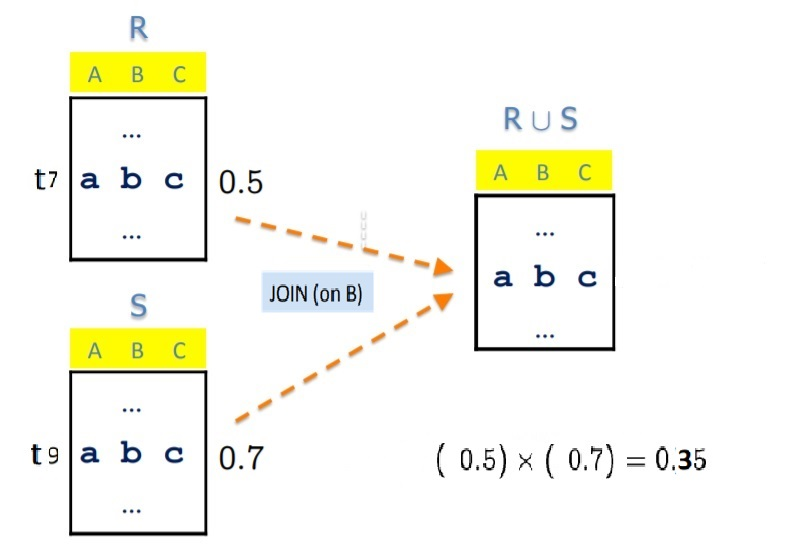 R
A B C
...
t7 a b c 0.5
...
R ∪ S
A B C
...
a b c
...
JOIN (on B)
S
A B C
...
t9 a b c 0.7
...
( 0.5) × ( 0.7) = 0.35